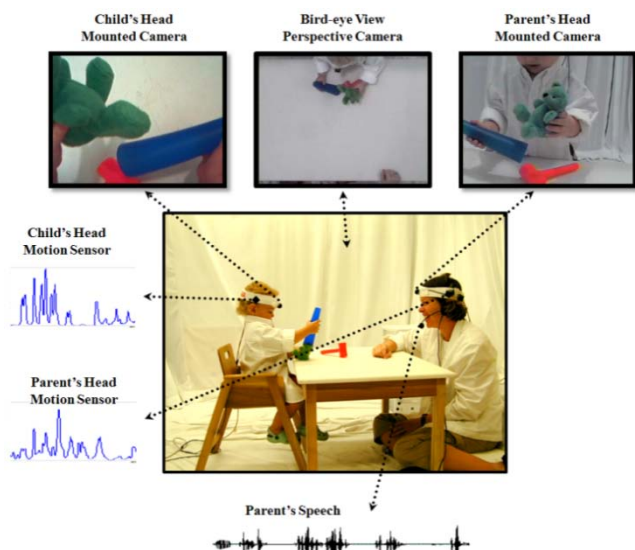 Child's Head
Mounted Camera
Bird-eye View
Perspective Camera
Parent's Head
Mounted Camera
Child's Head
Motion Sensor
Parent's Head
Motion Sensor
Parent's Speech